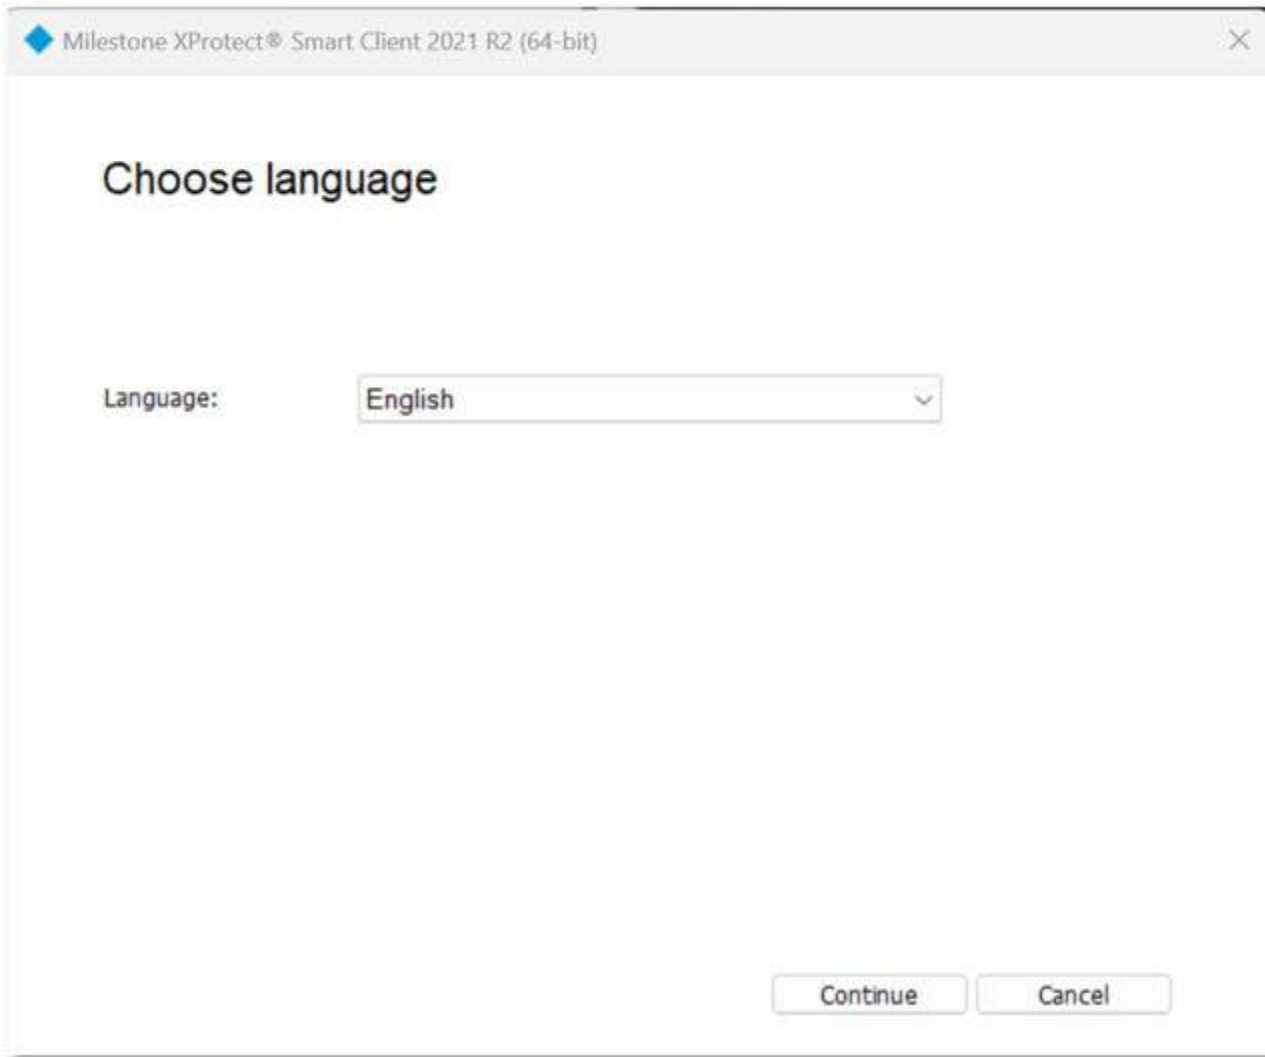 Milestone XProtect® Smart Client 2021 R2 (64-bit)
Choose language
Language: English
Continue Cancel